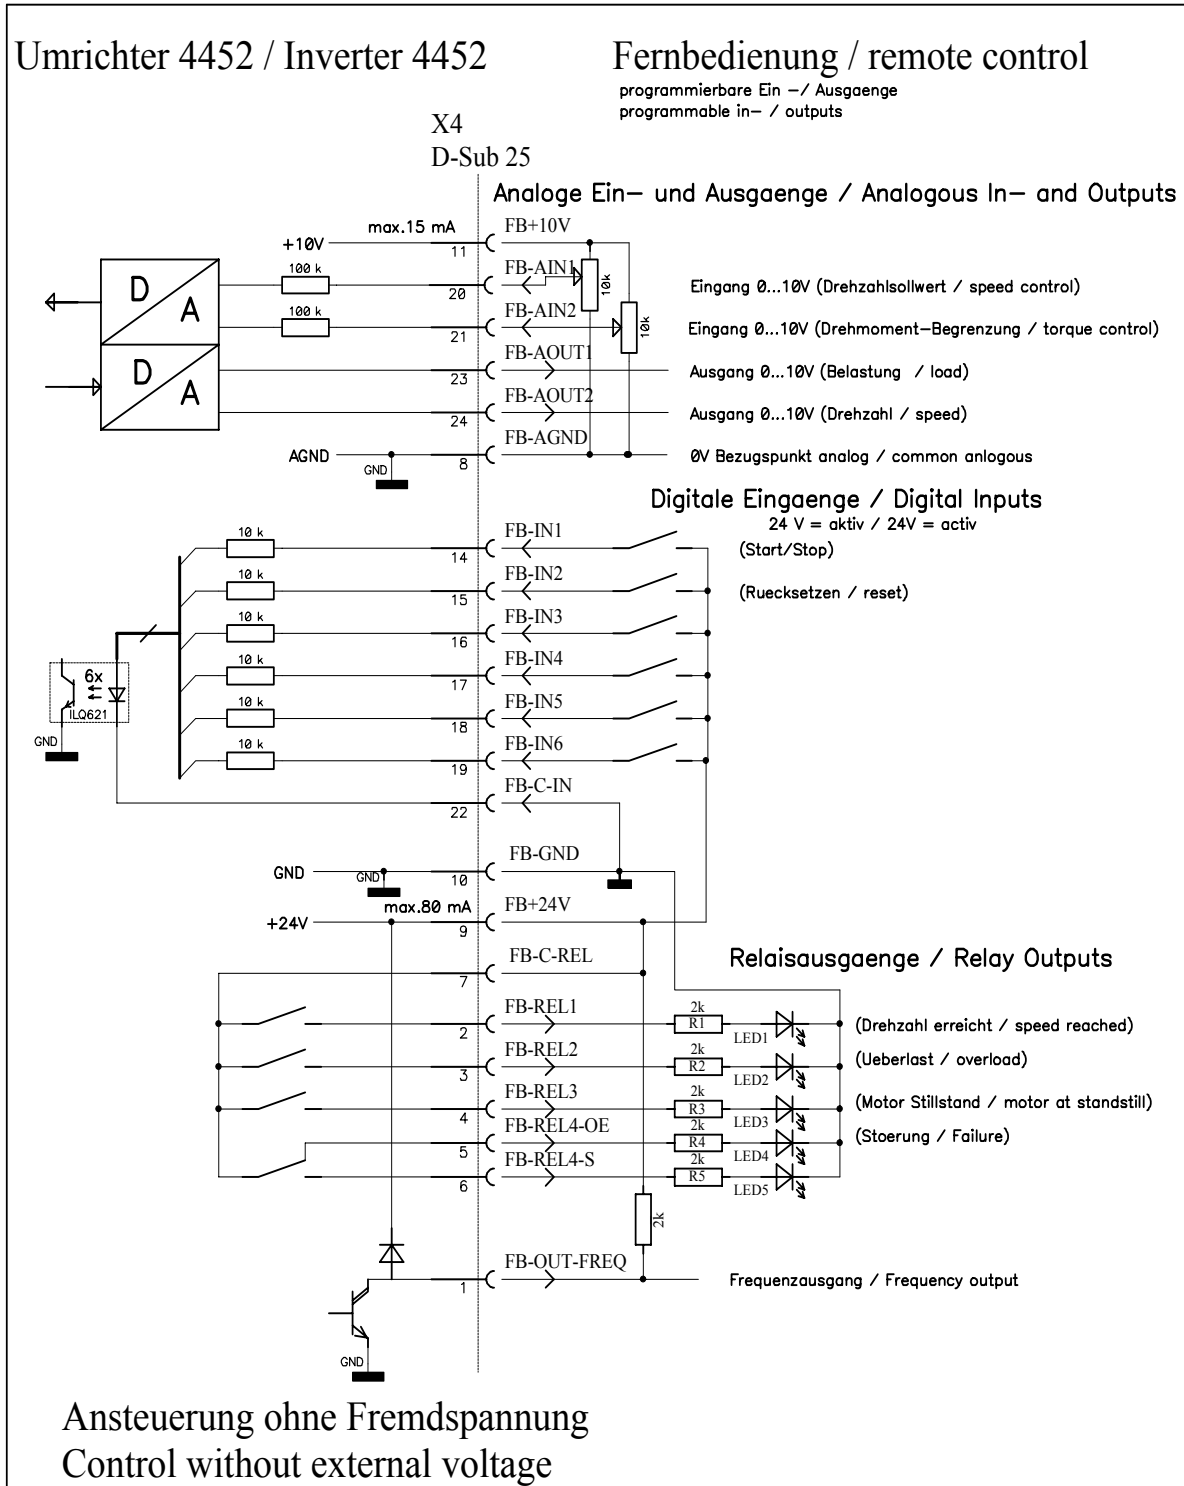 Umrichter 4452 / Inverter 4452
Fernbedienung / remote control
programmierbare Ein -/ Ausgaenge
programmable in- / outputs
X4
D-Sub 25
Analoge Ein- und Ausgaenge / Analogous In- and Outputs
+10V max.15 mA 11 FB+10V
D A 100 k 20 FB-AIN1 10k Eingang 0...10V (Drehzahlsollwert / speed control)
100 k 21 FB-AIN2 10k Eingang 0...10V (Drehmoment-Begrenzung / torque control)
D A 23 FB-AOUT1 Ausgang 0...10V (Belastung / load)
24 FB-AOUT2 Ausgang 0...10V (Drehzahl / speed)
AGND GND 8 FB-AGND 0V Bezugspunkt analog / common anlogous
Digitale Eingaenge / Digital Inputs
24 V = aktiv / 24V = activ
10 k 14 FB-IN1 (Start/Stop)
10 k 15 FB-IN2 (Ruecksetzen / reset)
10 k 16 FB-IN3
10 k 17 FB-IN4
6x
ILQ621
GND
10 k 18 FB-IN5
10 k 19 FB-IN6
22 FB-C-IN
GND GND 10 FB-GND
+24V max.80 mA 9 FB+24V
7 FB-C-REL
Relaisausgaenge / Relay Outputs
2 FB-REL1 2k R1 LED1 (Drehzahl erreicht / speed reached)
3 FB-REL2 2k R2 LED2 (Ueberlast / overload)
4 FB-REL3 2k R3 LED3 (Motor Stillstand / motor at standstill)
5 FB-REL4-OE 2k R4 LED4 (Stoerung / Failure)
6 FB-REL4-S 2k R5 LED5
2k
1 FB-OUT-FREQ Frequenzausgang / Frequency output
GND
Ansteuerung ohne Fremdspannung
Control without external voltage